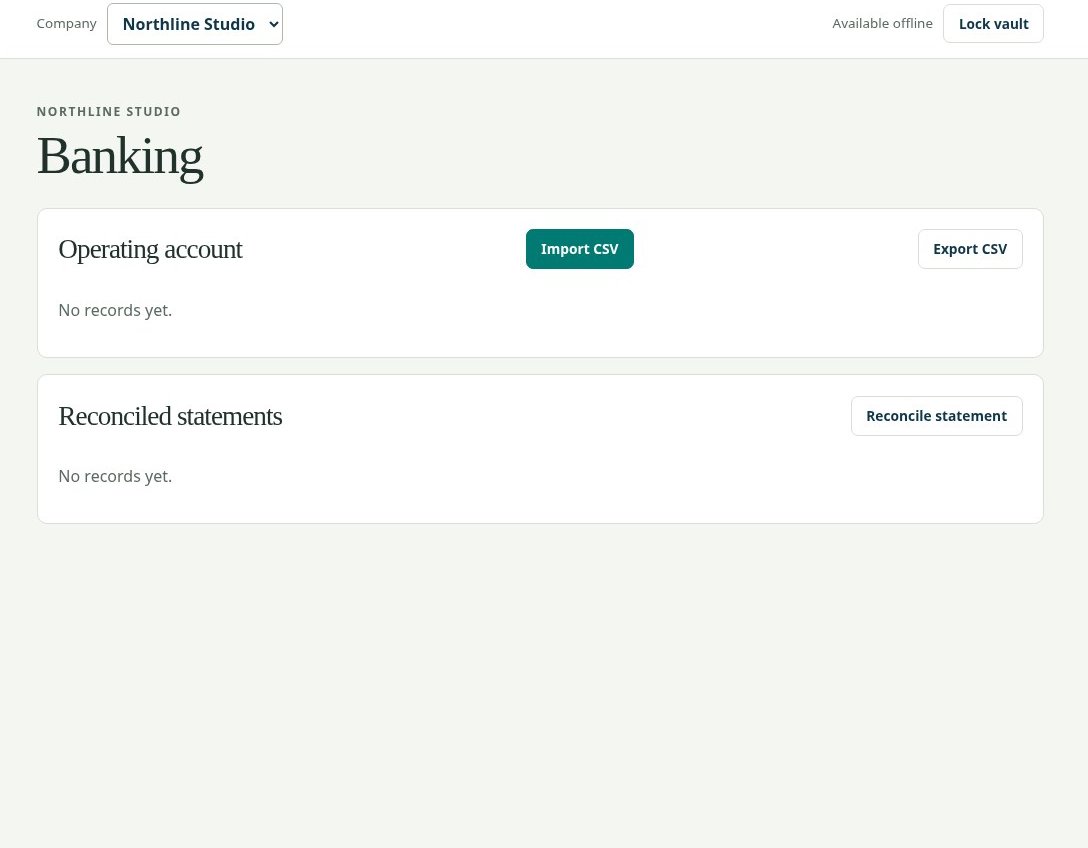 Company Northline Studio Available offline Lock vault
NORTHLINE STUDIO
Banking
Operating account Import CSV Export CSV
No records yet.
Reconciled statements Reconcile statement
No records yet.